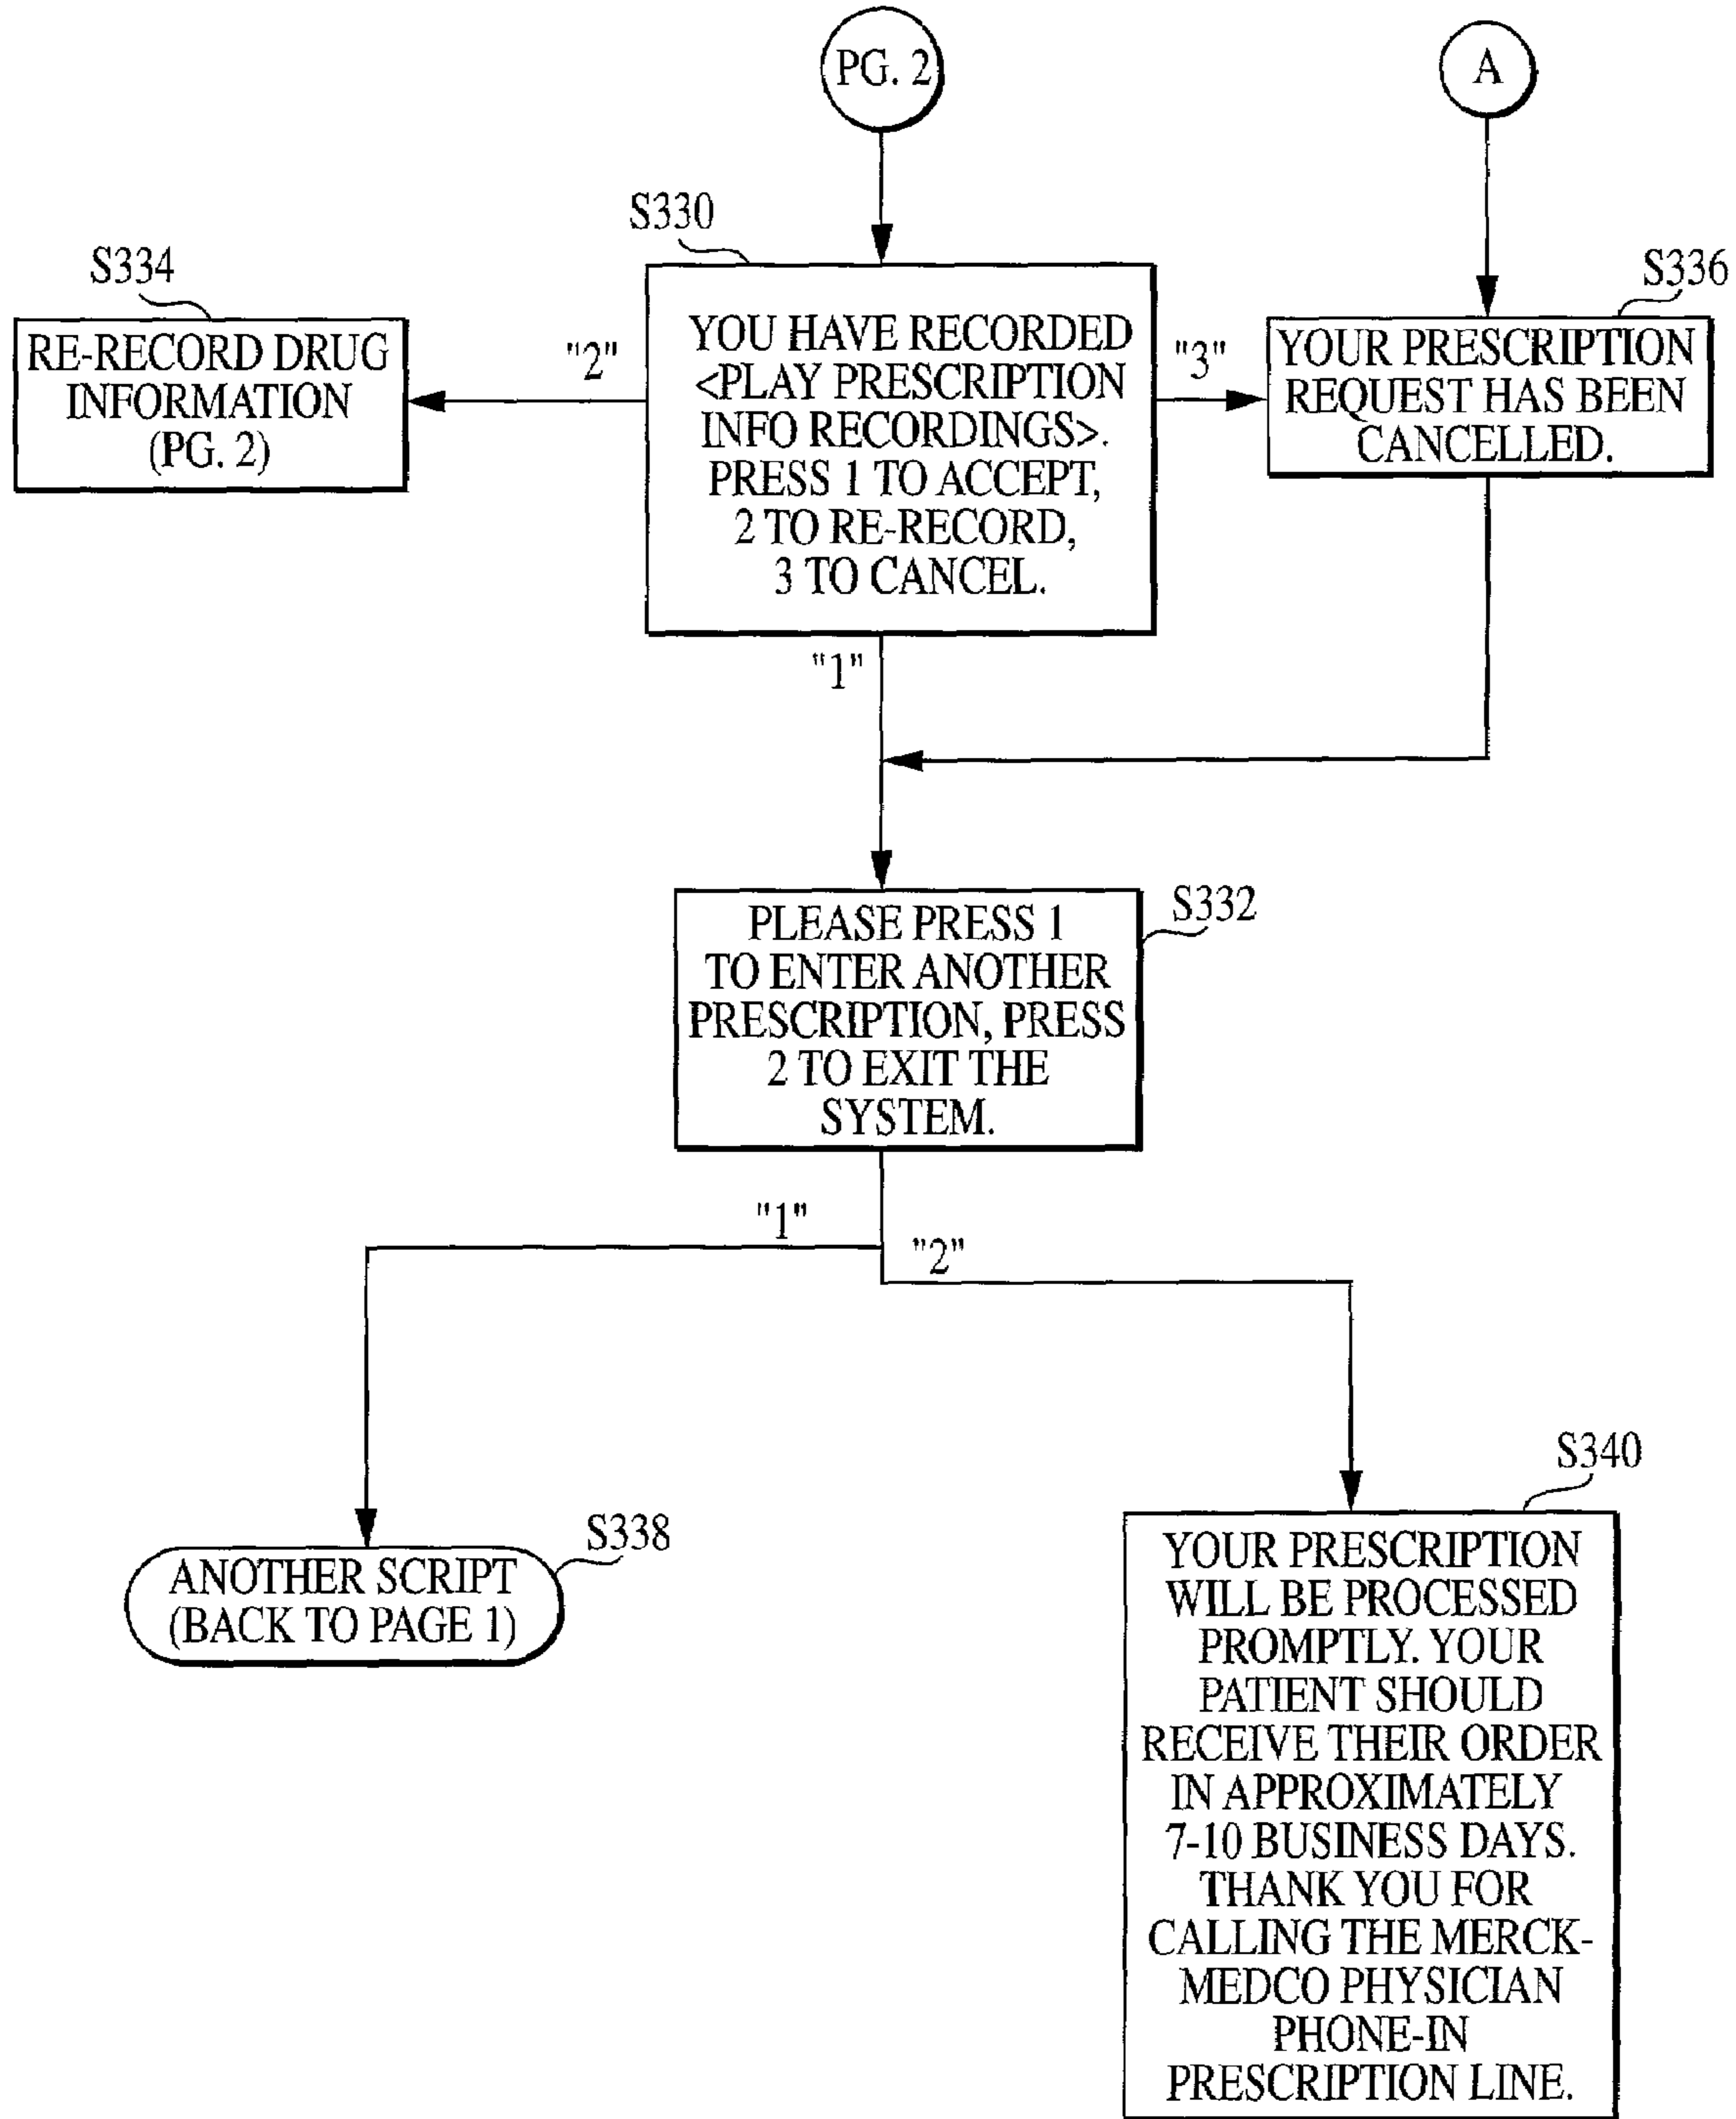 PG. 2
A
S330
S334
S336
RE-RECORD DRUG
INFORMATION
(PG. 2)
"2"
YOU HAVE RECORDED
<PLAY PRESCRIPTION
INFO RECORDINGS>.
PRESS 1 TO ACCEPT,
2 TO RE-RECORD,
3 TO CANCEL.
"3"
YOUR PRESCRIPTION
REQUEST HAS BEEN
CANCELLED.
"1"
S332
PLEASE PRESS 1
TO ENTER ANOTHER
PRESCRIPTION, PRESS
2 TO EXIT THE
SYSTEM.
"1"
"2"
S338
ANOTHER SCRIPT
(BACK TO PAGE 1)
S340
YOUR PRESCRIPTION
WILL BE PROCESSED
PROMPTLY. YOUR
PATIENT SHOULD
RECEIVE THEIR ORDER
IN APPROXIMATELY
7-10 BUSINESS DAYS.
THANK YOU FOR
CALLING THE MERCK-
MEDCO PHYSICIAN
PHONE-IN
PRESCRIPTION LINE.